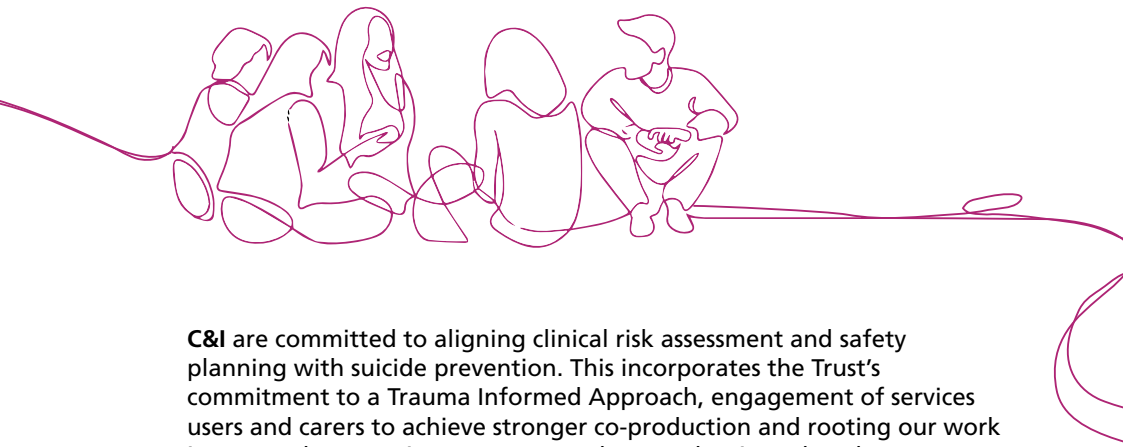 C&I are committed to aligning clinical risk assessment and safety
planning with suicide prevention. This incorporates the Trust's
commitment to a Trauma Informed Approach, engagement of services
users and carers to achieve stronger co-production and rooting our work